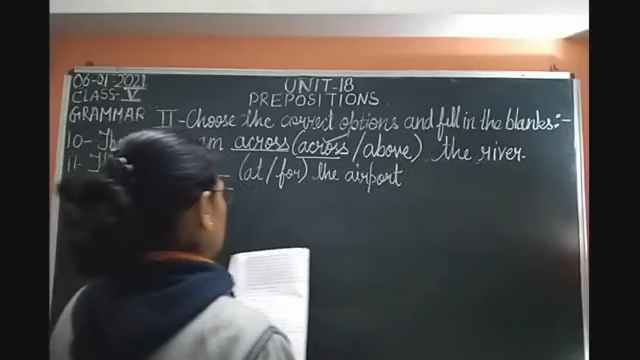 06-01-2021
UNIT-18
CLASS-V
PREPOSITIONS
GRAMMAR II-Choose the correct options and fill in the blanks:-
10- am across (across/above) the river.
11- (at/for) the airport